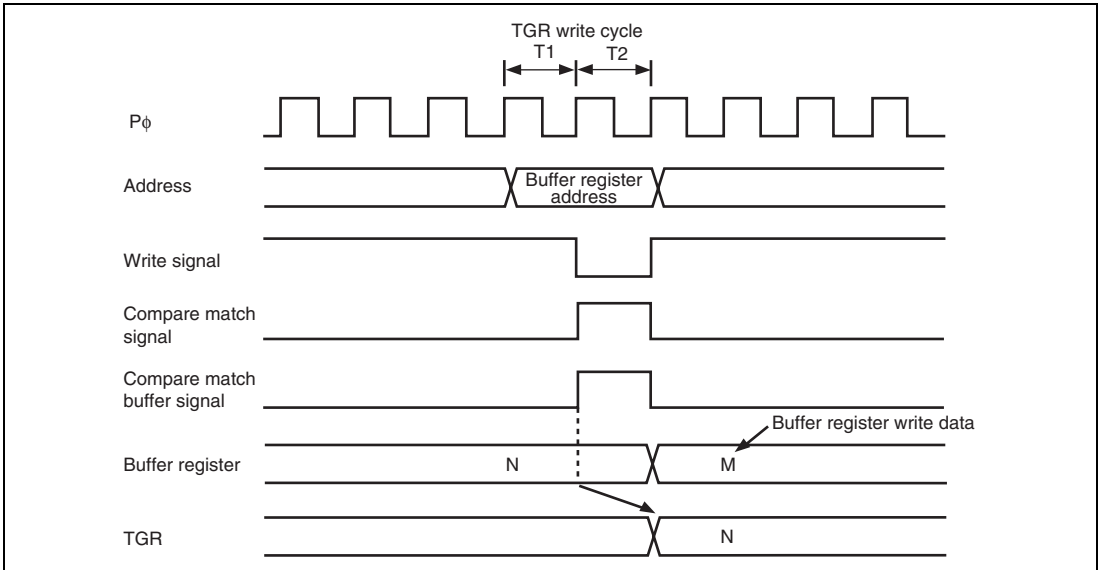 TGR write cycle
T1 T2
Pϕ
Address
Buffer register
address
Write signal
Compare match
signal
Compare match
buffer signal
Buffer register write data
Buffer register N M
TGR N